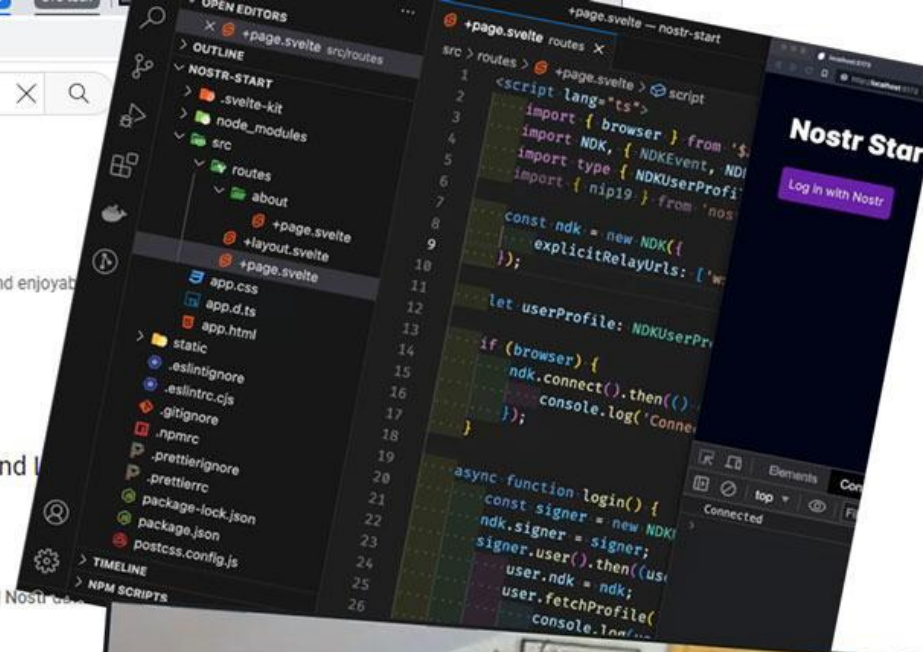 OPEN EDITORS
+page.svelte src/routes
OUTLINE
NOSTR-START
.svelte-kit
node_modules
src
routes
about
+page.svelte
+layout.svelte
+page.svelte
app.css
app.d.ts
app.html
static
.eslintignore
.eslintrc.cjs
.gitignore
.npmrc
.prettierignore
.prettierrc
package-lock.json
package.json
postcss.config.js
TIMELINE
NPM SCRIPTS
+page.svelte — nostr-start
+page.svelte routes
src > routes > +page.svelte > script
1 <script lang="ts">
2 import { browser } from '$
3 import NDK, { NDKEvent, ND
4 import type { NDKUserProfi
5 import { nip19 } from 'nos
6
7 const ndk = new NDK({
8 explicitRelayUrls: ['w
9 });
10
11 let userProfile: NDKUserPr
12
13 if (browser) {
14 ndk.connect().then(()
15 console.log('Conne
16 });
17 }
18
19
20 async function login() {
21 const signer = new NDK
22 ndk.signer = signer;
23 signer.user().then((use
24 user.ndk = ndk;
25 user.fetchProfile(
26 console.log(
Nostr Star
Log in with Nostr
Elements Con
top
Connected
nd enjoyab
nd
Nostr